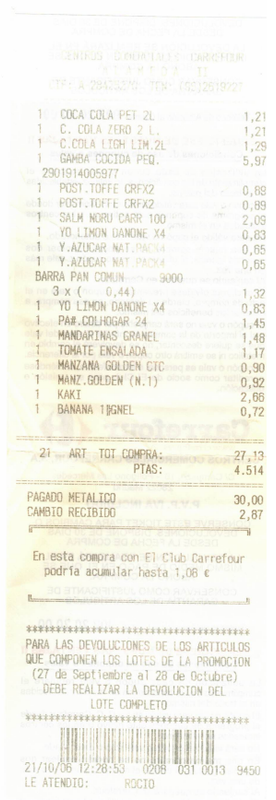 1 COCA COLA PET 2L 1,21
1 C. COLA ZERO 2 L. 1,21
1 C.COLA LIGH LIM.2L 1,29
1 GAMBA COCIDA PEQ. 5,97
2901914005977
1 POST.TOFFE CRFX2 0,89
1 POST.TOFFE CRFX2 0,89
1 SALM NORU CARR 100 2,09
1 YO LIMON DANONE X4 0,83
1 Y.AZUCAR NAT.PACK4 0,65
1 Y.AZUCAR NAT.PACK4 0,65
BARRA PAN COMUN 9000
3 x ( 0,44) 1,32
1 YO LIMON DANONE X4 0,83
1 PA#.COLHOGAR 24 1,45
1 MANDARINAS GRANEL 1,48
1 TOMATE ENSALADA 1,17
1 MANZANA GOLDEN CTC 0,90
1 MANZ.GOLDEN (N.1) 0,92
1 KAKI 2,66
1 BANANA GNEL 0,72
21 ART TOT COMPRA: 27,13
PTAS: 4.514
PAGADO METALICO 30,00
CAMBIO RECIBIDO 2,87
En esta compra con El Club Carrefour
podría acumular hasta 1,08 €
PARA LAS DEVOLUCIONES DE LOS ARTICULOS
QUE COMPONEN LOS LOTES DE LA PROMOCION
(27 de Septiembre al 28 de Octubre)
DEBE REALIZAR LA DEVOLUCION DEL
LOTE COMPLETO
21/10/06 12:28:53 0209 031 0013 9450
LE ATENDIO: ROCIO